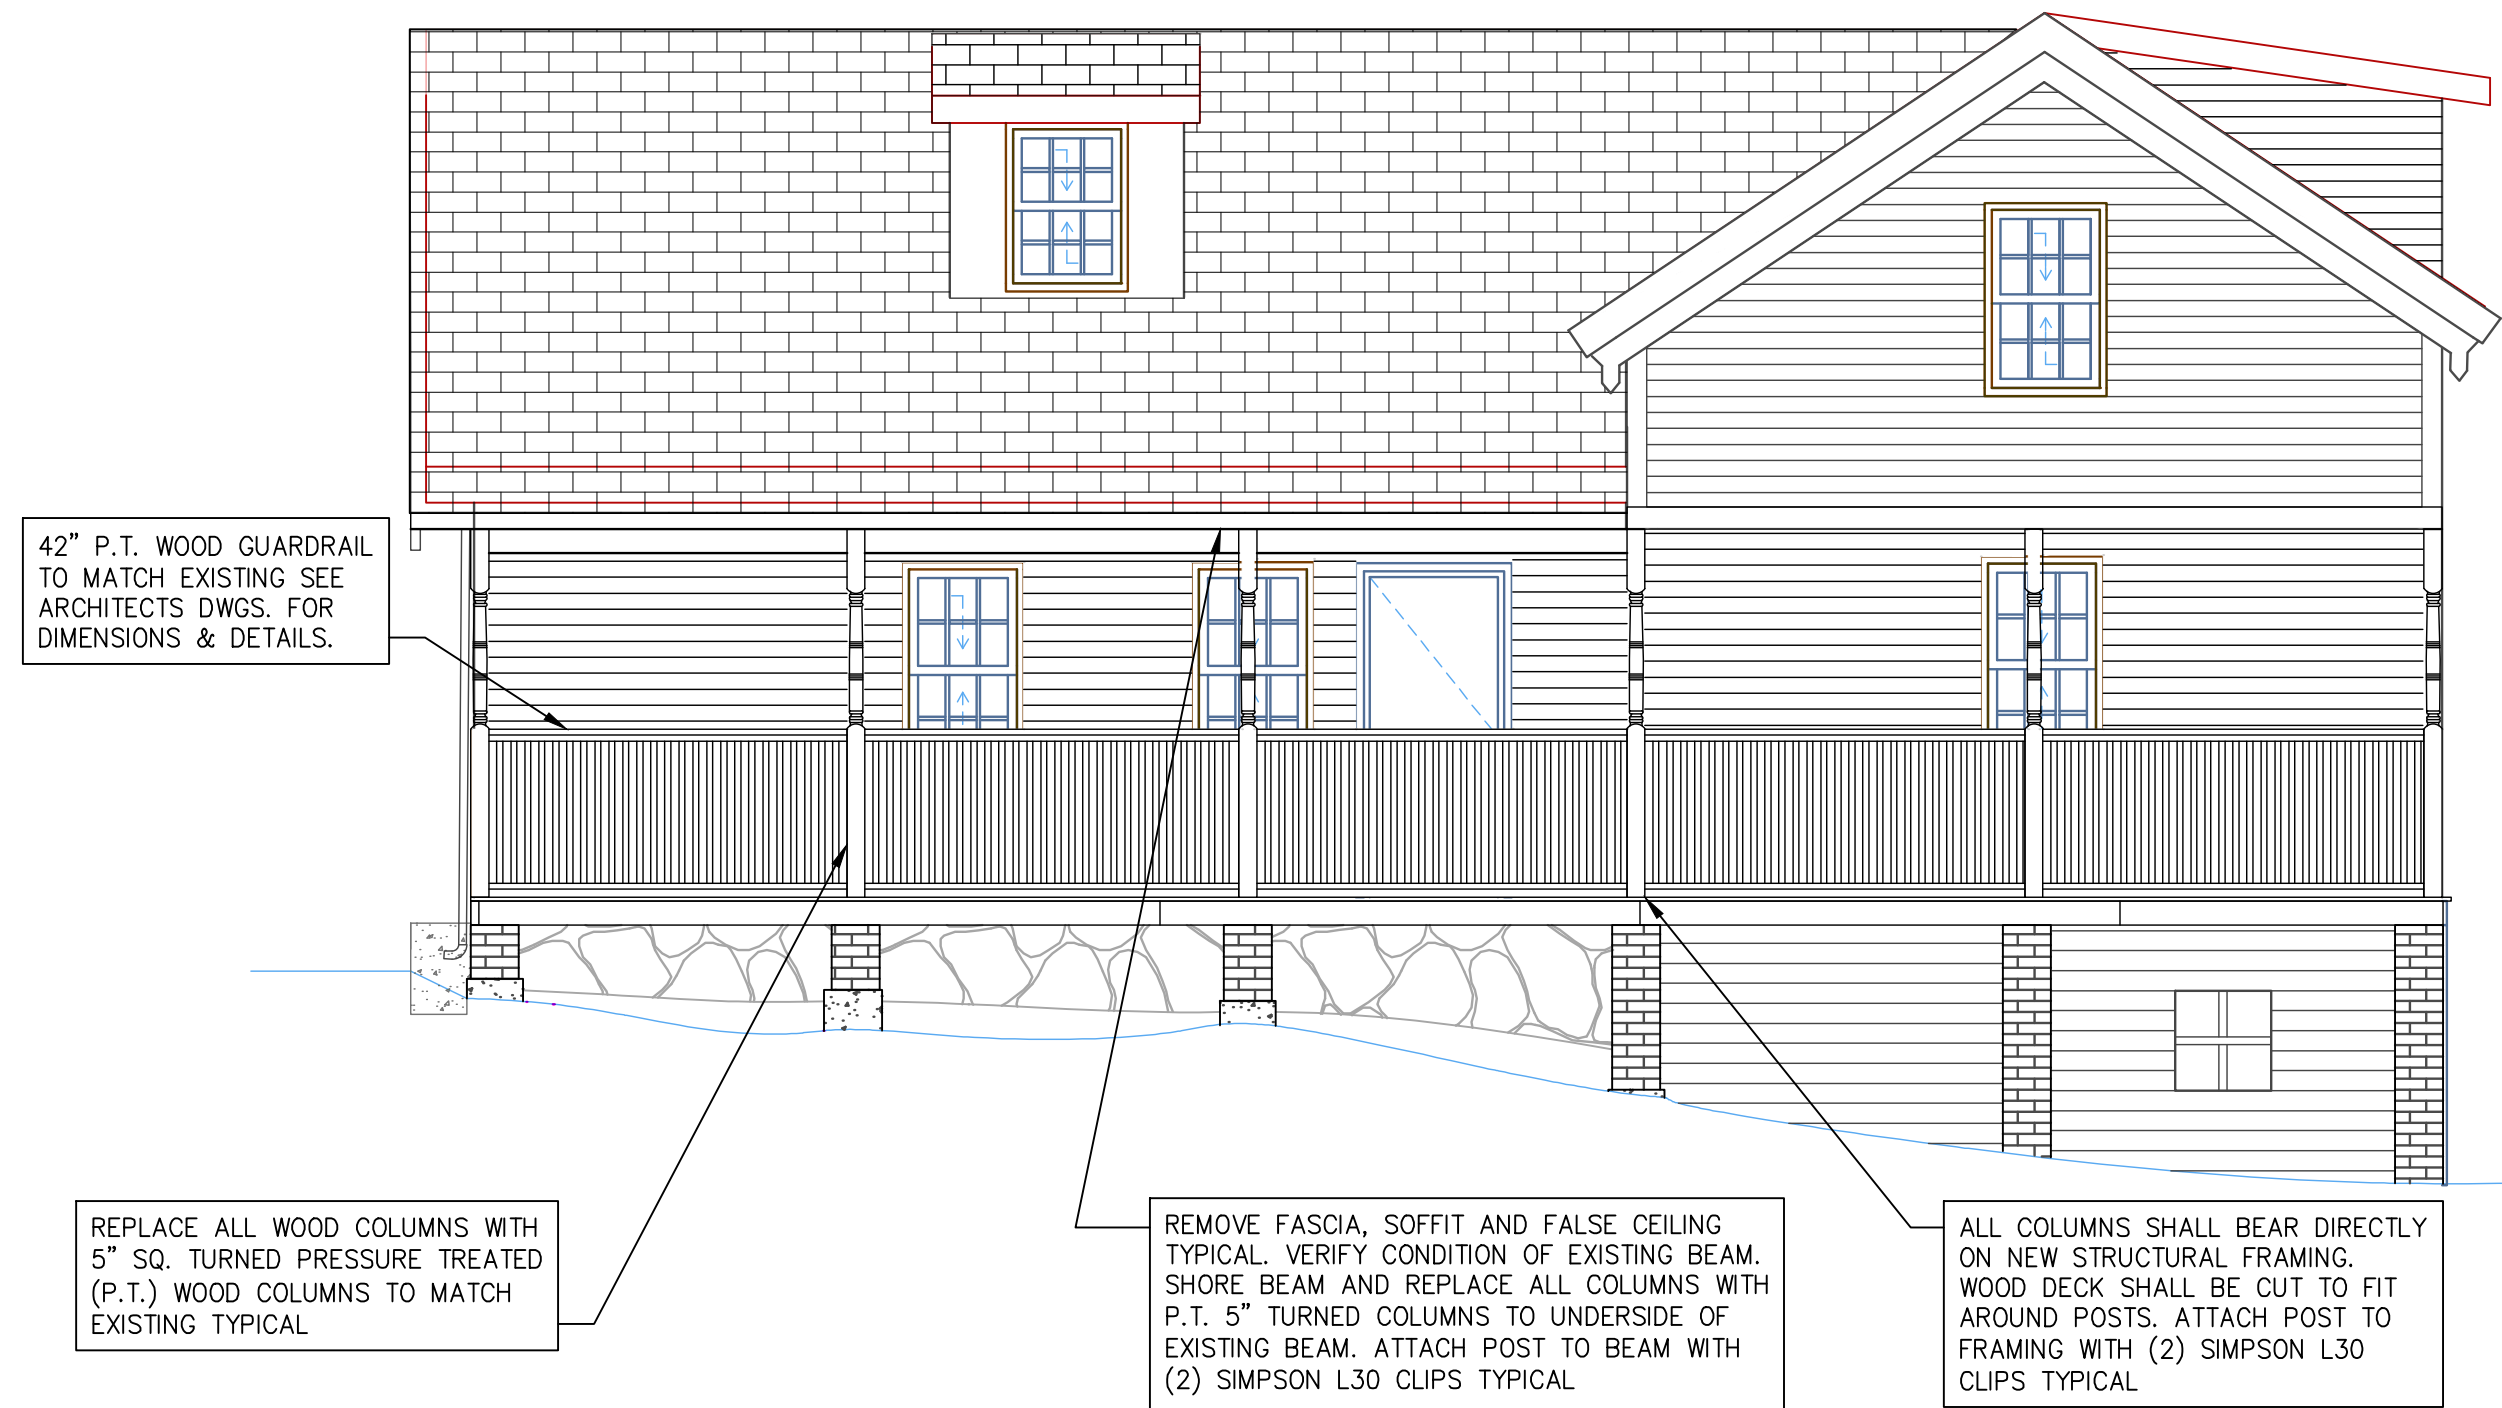 42” P.T. WOOD GUARDRAIL
TO MATCH EXISTING SEE
ARCHITECTS DWGS. FOR
DIMENSIONS & DETAILS.
REPLACE ALL WOOD COLUMNS WITH
5” SQ. TURNED PRESSURE TREATED
(P.T.) WOOD COLUMNS TO MATCH
EXISTING TYPICAL
REMOVE FASCIA, SOFFIT AND FALSE CEILING
TYPICAL. VERIFY CONDITION OF EXISTING BEAM.
SHORE BEAM AND REPLACE ALL COLUMNS WITH
P.T. 5” TURNED COLUMNS TO UNDERSIDE OF
EXISTING BEAM. ATTACH POST TO BEAM WITH
(2) SIMPSON L30 CLIPS TYPICAL
ALL COLUMNS SHALL BEAR DIRECTLY
ON NEW STRUCTURAL FRAMING.
WOOD DECK SHALL BE CUT TO FIT
AROUND POSTS. ATTACH POST TO
FRAMING WITH (2) SIMPSON L30
CLIPS TYPICAL